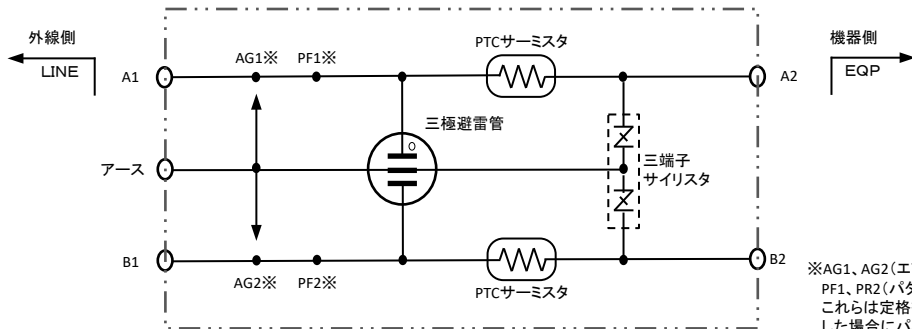 外線側
LINE
機器側
EQP
AG1※
PF1※
PTCサーミスタ
A1
A2
三極避雷管
アース
三端子
サイリスタ
B1
B2
AG2※
PF2※
PTCサーミスタ
※AG1、AG2(エ
PF1、PR2(パタ
これらは定格
した場合にパ